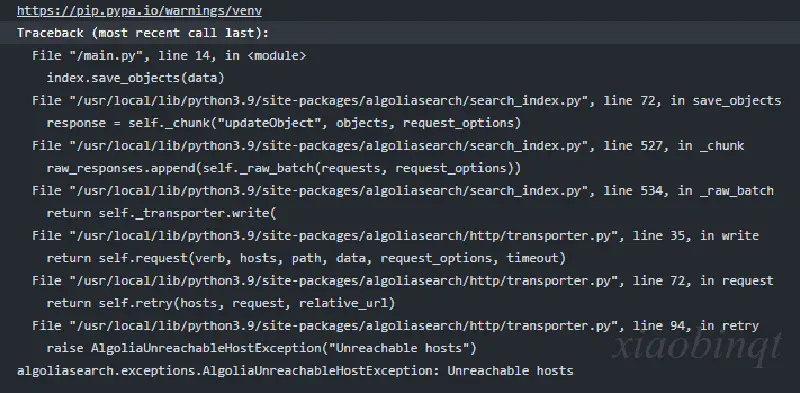 https://pip.pypa.io/warnings/venv
Traceback (most recent call last):
  File "/main.py", line 14, in <module>
    index.save_objects(data)
  File "/usr/local/lib/python3.9/site-packages/algoliasearch/search_index.py", line 72, in save_objects
    response = self._chunk("updateObject", objects, request_options)
  File "/usr/local/lib/python3.9/site-packages/algoliasearch/search_index.py", line 527, in _chunk
    raw_responses.append(self._raw_batch(requests, request_options))
  File "/usr/local/lib/python3.9/site-packages/algoliasearch/search_index.py", line 534, in _raw_batch
    return self._transporter.write(
  File "/usr/local/lib/python3.9/site-packages/algoliasearch/http/transporter.py", line 35, in write
    return self.request(verb, hosts, path, data, request_options, timeout)
  File "/usr/local/lib/python3.9/site-packages/algoliasearch/http/transporter.py", line 72, in request
    return self.retry(hosts, request, relative_url)
  File "/usr/local/lib/python3.9/site-packages/algoliasearch/http/transporter.py", line 94, in retry
    raise AlgoliaUnreachableHostException("Unreachable hosts")
xiaobinqt
algoliasearch.exceptions.AlgoliaUnreachableHostException: Unreachable hosts